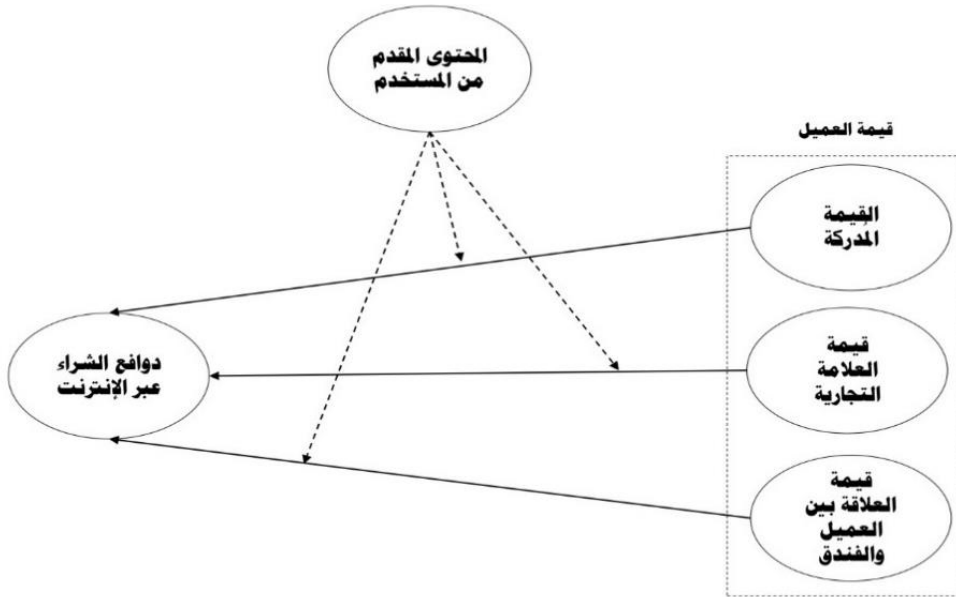 المحتوى المقدم
من المستخدم
قيمة العميل
القيمة
المدركة
قيمة
العلامة
التجارية
دوافع الشراء
عبر الإنترنت
قيمة
العلاقة بين
العميل
والفندق